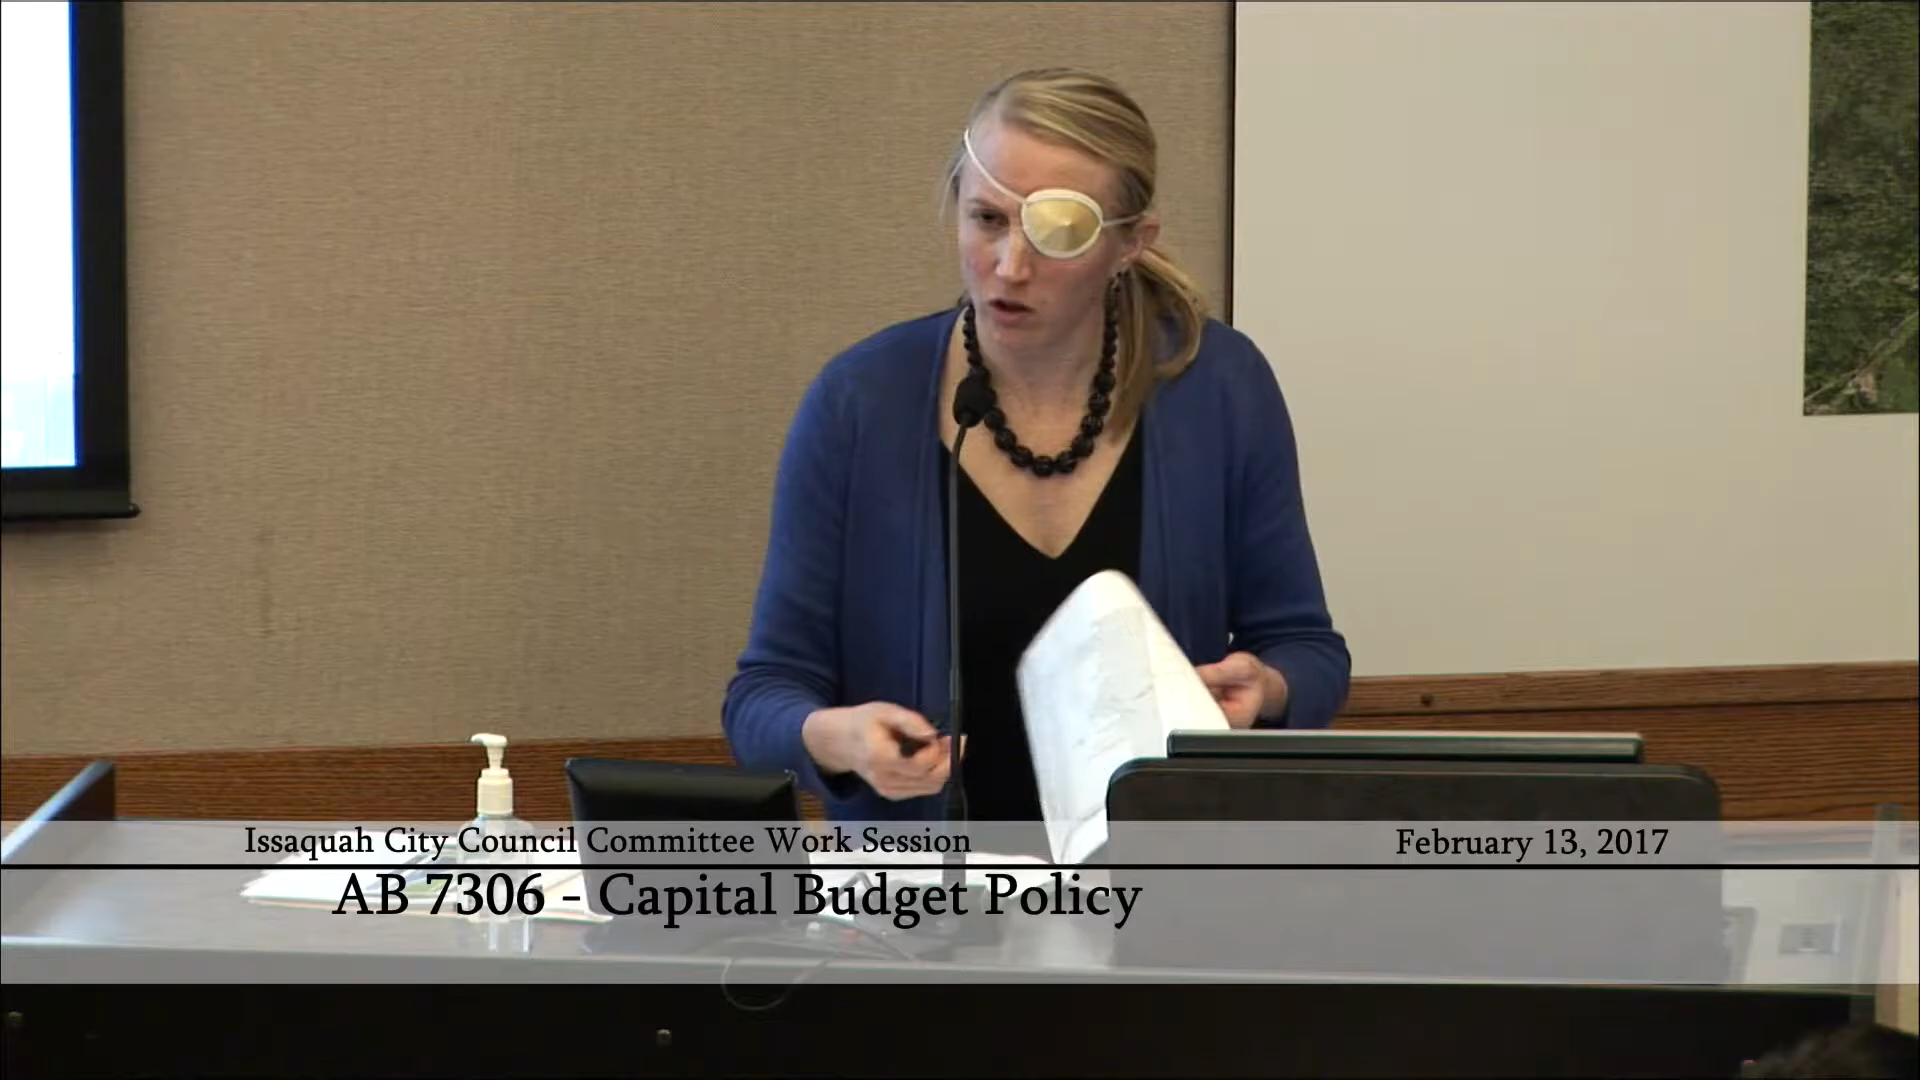 Issaquah City Council Committee Work Session
February 13, 2017
AB 7306 - Capital Budget Policy